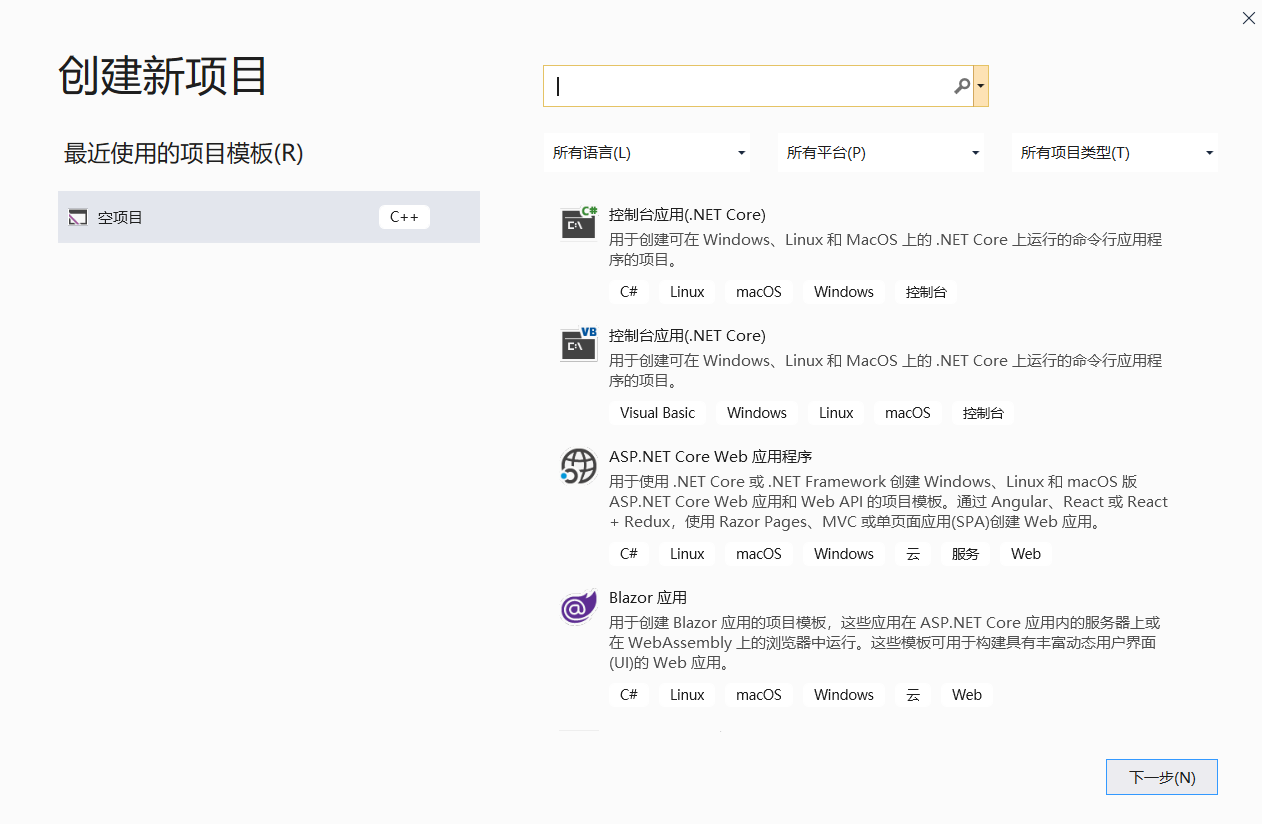 创建新项目
最近使用的项目模板(R)
空项目
C++
所有语言(L)
所有平台(P)
所有项目类型(T)
C#
C:\
控制台应用(.NET Core)
用于创建可在 Windows、Linux 和 MacOS 上的 .NET Core 上运行的命令行应用程
序的项目。
C# Linux macOS Windows 控制台
VB
C:\
控制台应用(.NET Core)
用于创建可在 Windows、Linux 和 MacOS 上的 .NET Core 上运行的命令行应用程
序的项目。
Visual Basic Windows Linux macOS 控制台
ASP.NET Core Web 应用程序
用于使用 .NET Core 或 .NET Framework 创建 Windows、Linux 和 macOS 版
ASP.NET Core Web 应用和 Web API 的项目模板。通过 Angular、React 或 React
+ Redux，使用 Razor Pages、MVC 或单页面应用(SPA)创建 Web 应用。
C# Linux macOS Windows 云 服务 Web
@
Blazor 应用
用于创建 Blazor 应用的项目模板，这些应用在 ASP.NET Core 应用内的服务器上或
在 WebAssembly 上的浏览器中运行。这些模板可用于构建具有丰富动态用户界面
(UI)的 Web 应用。
C# Linux macOS Windows 云 Web
下一步(N)